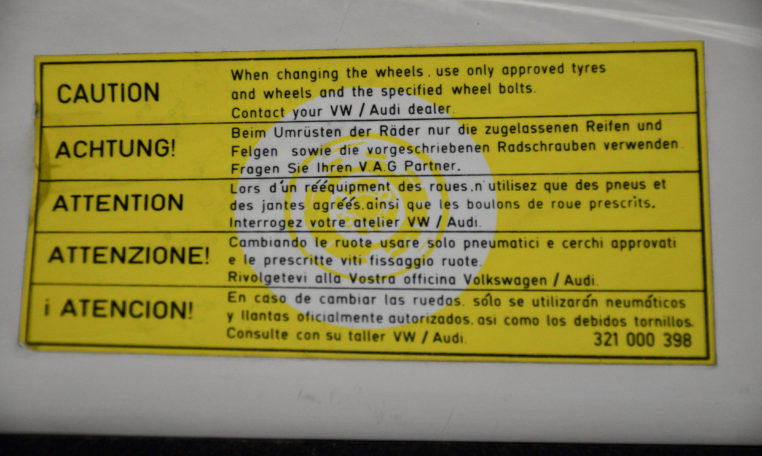 CAUTION
When changing the wheels, use only approved tyres
and wheels and the specified wheel bolts.
Contact your VW / Audi dealer.
ACHTUNG!
Beim Umrüsten der Räder nur die zugelassenen Reifen und
Felgen sowie die vorgeschriebenen Radschrauben verwenden.
Fragen Sie Ihren V.A.G Partner.
ATTENTION
Lors d'un rééquipment des roues, n'utilisez que des pneus et
des jantes agréés, ainsi que les boulons de roue prescrits.
Interrogez votre atelier VW / Audi.
ATTENZIONE!
Cambiando le ruote usare solo pneumatici e cerchi approvati
e le prescritte viti fissaggio ruote.
Rivolgetevi alla Vostra officina Volkswagen / Audi.
¡ ATENCION!
En caso de cambiar las ruedas, sólo se utilizarán neumáticos
y llantas oficialmente autorizados, asi como los debidos tornillos.
Consulte con su taller VW / Audi.
321 000 398